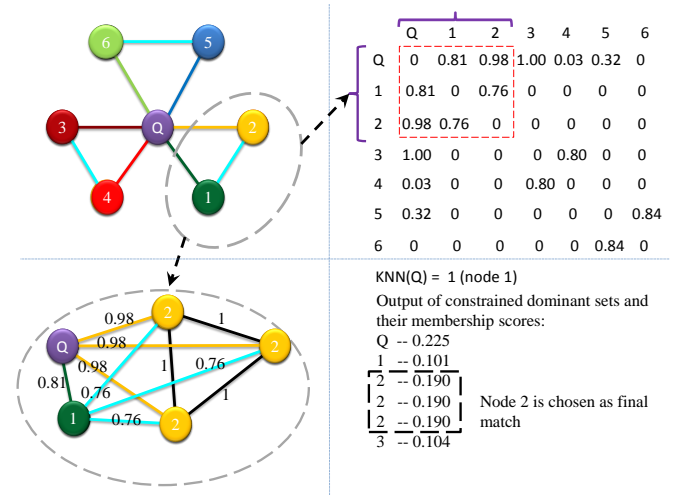 6
5
3
Q
2
4
1
Q 1 2 3 4 5 6
Q 0 0.81 0.98 1.00 0.03 0.32 0
1 0.81 0 0.76 0 0 0 0
2 0.98 0.76 0 0 0 0 0
3 1.00 0 0 0 0.80 0 0
4 0.03 0 0 0.80 0 0 0
5 0.32 0 0 0 0 0 0.84
6 0 0 0 0 0.84 0
2
0.98
1
Q
0.98
2
0.98
1
0.76
0.81
0.76
1
1
0.76
2
KNN(Q) = 1 (node 1)
Output of constrained dominant sets and
their membership scores:
Q -- 0.225
1 -- 0.101
2 -- 0.190
2 -- 0.190
2 -- 0.190
3 -- 0.104
Node 2 is chosen as final
match